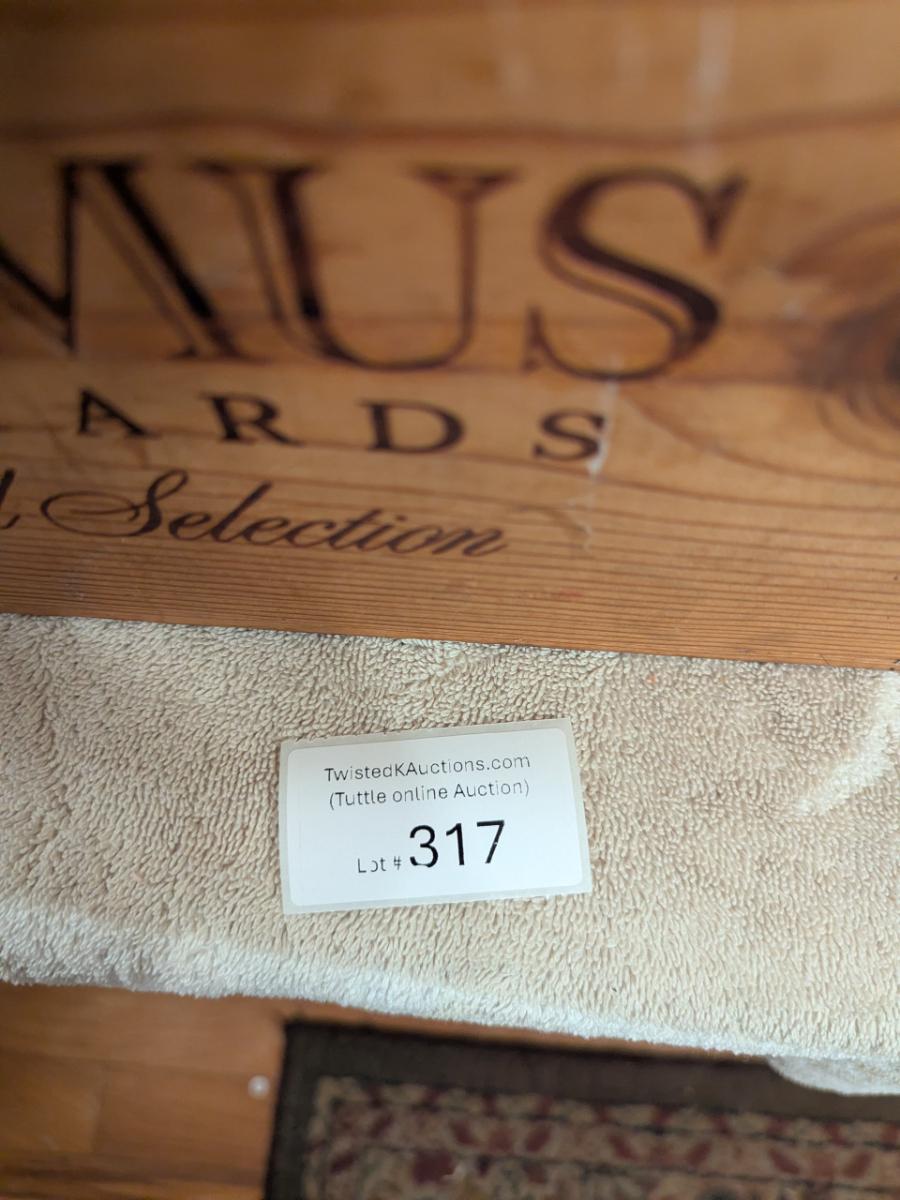 MUS
ARDS
Selection
TwistedKAuctions.com
(Tuttle online Auction)
Lot # 317